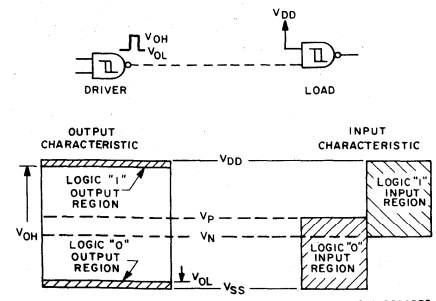 VDD
VOH
VOL
DRIVER
LOAD
OUTPUT
CHARACTERISTIC
INPUT
CHARACTERISTIC
VDD
LOGIC "1"
OUTPUT
REGION
LOGIC "1"
INPUT
REGION
VP
VOH
VN
LOGIC "0"
OUTPUT
REGION
LOGIC "0"
INPUT
REGION
VOL
VSS